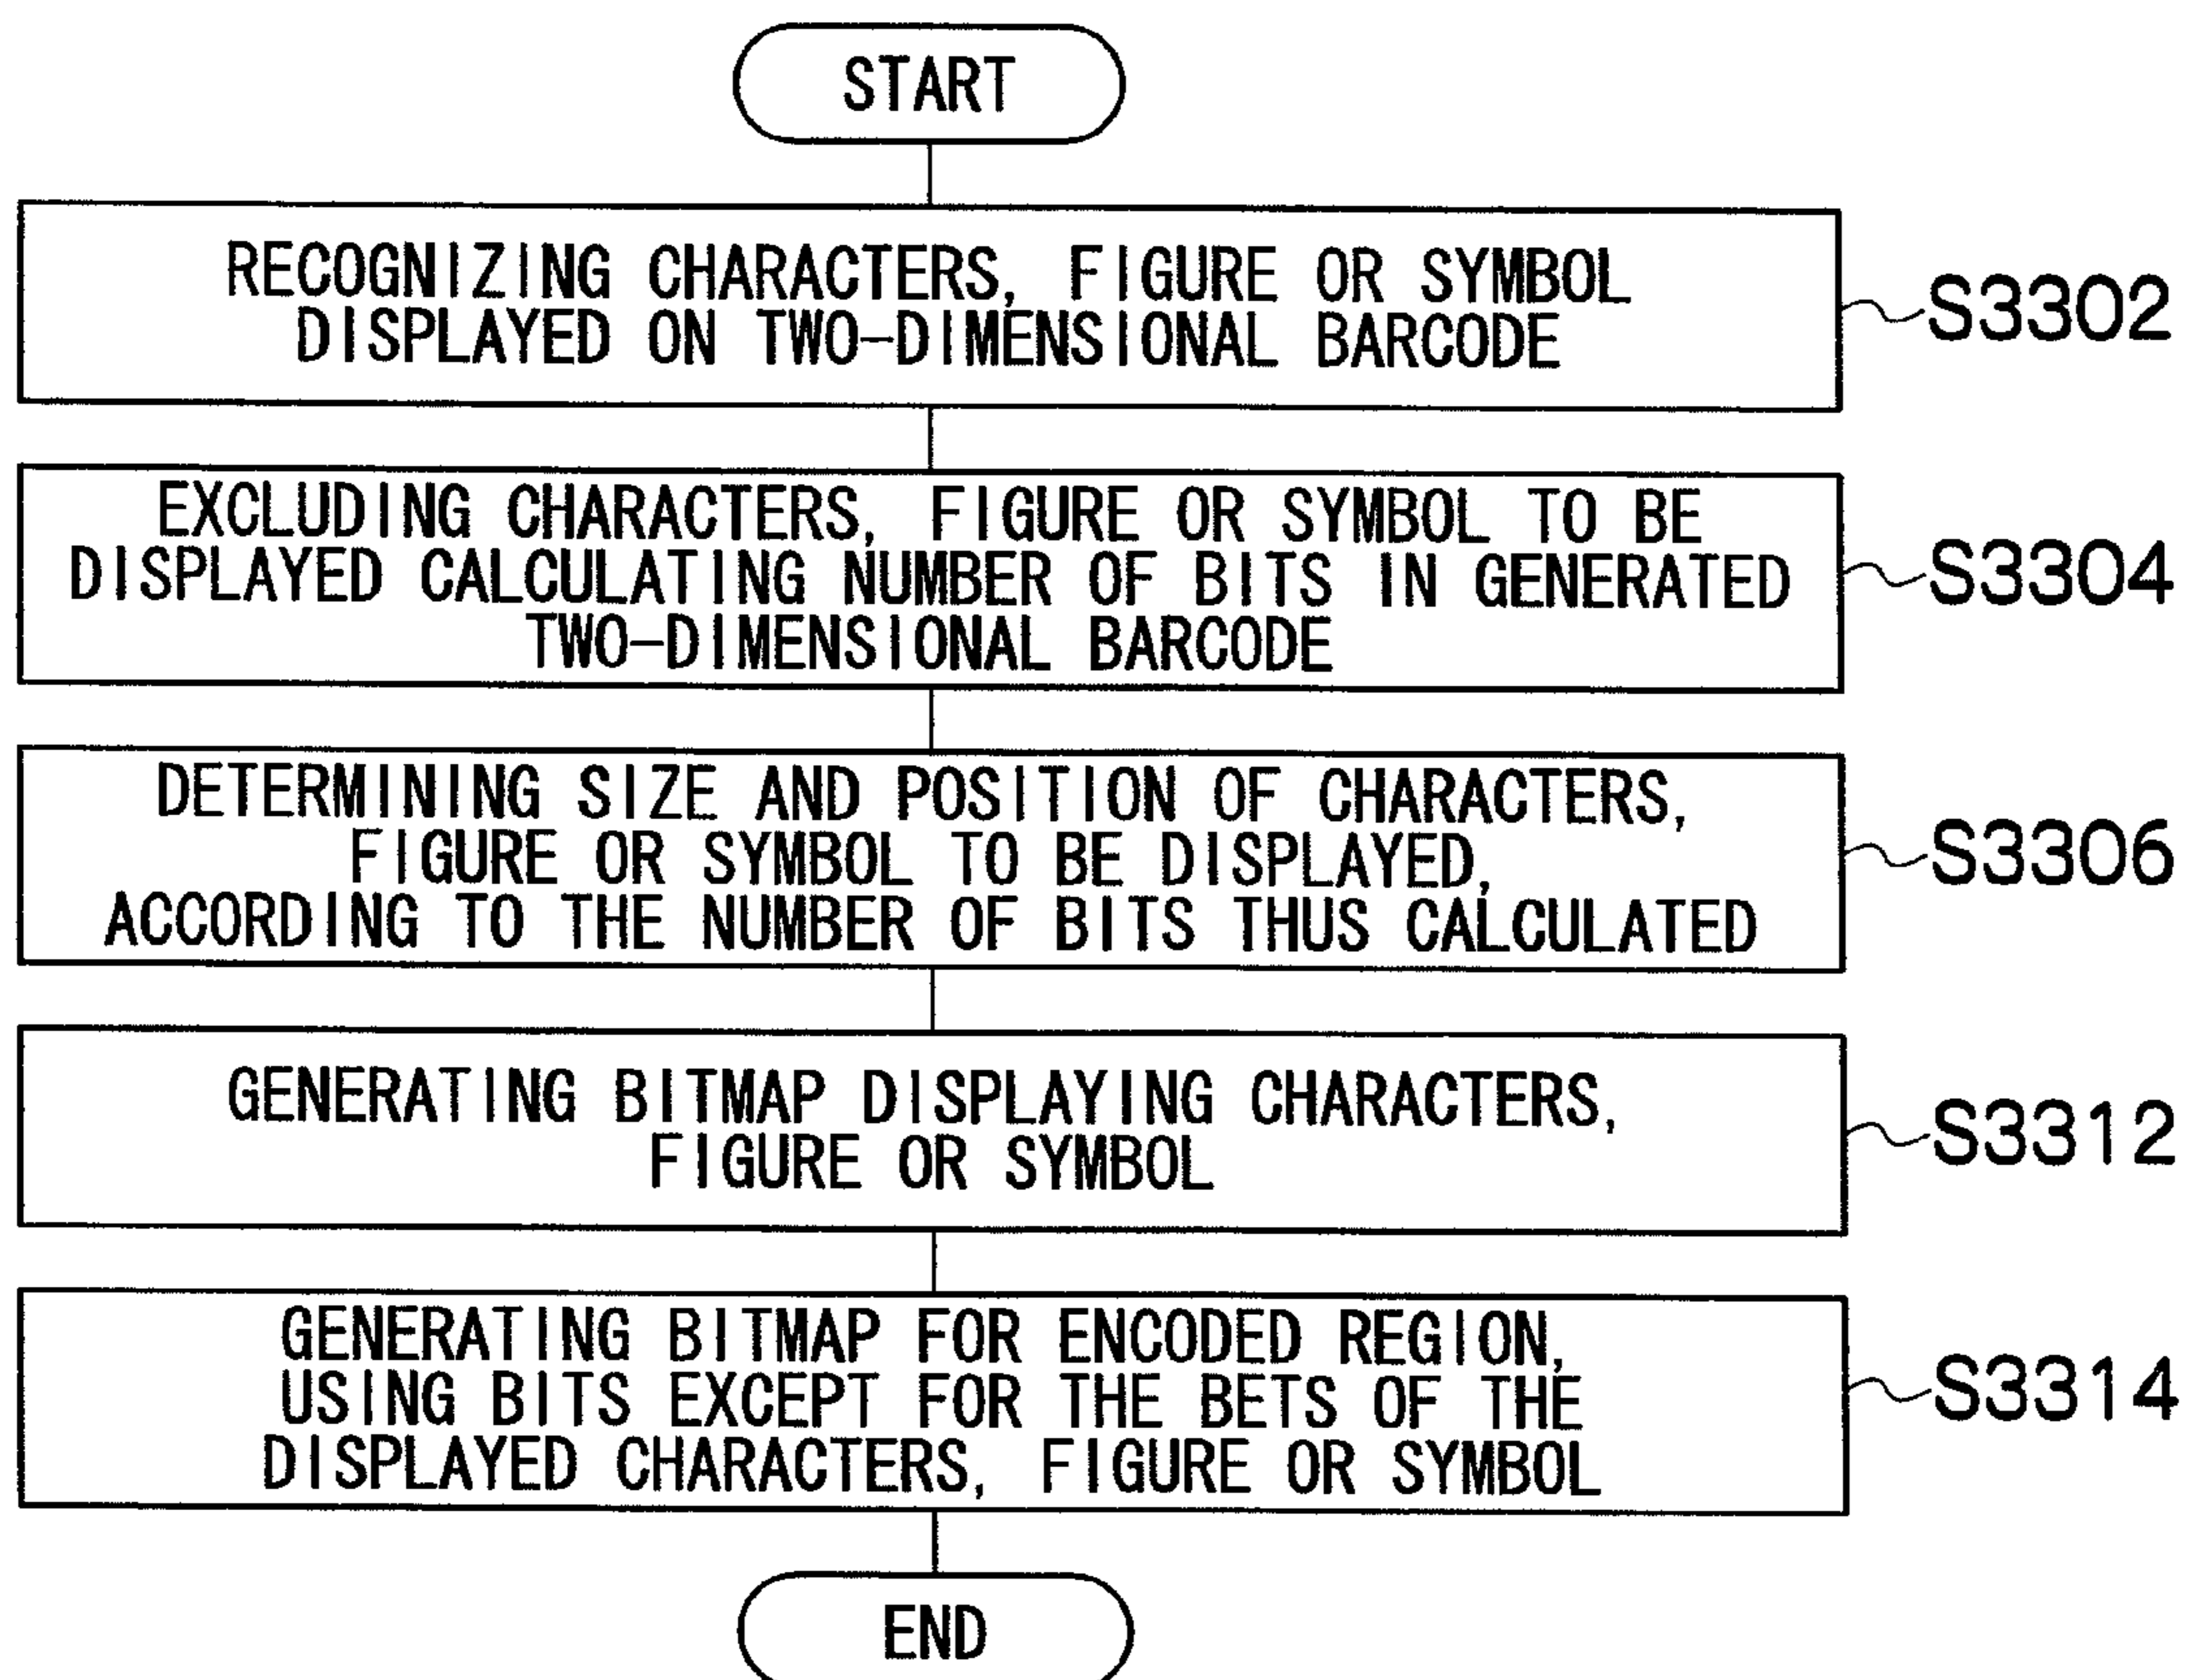 START
RECOGNIZING CHARACTERS, FIGURE OR SYMBOL
DISPLAYED ON TWO-DIMENSIONAL BARCODE
S3302
EXCLUDING CHARACTERS, FIGURE OR SYMBOL TO BE
DISPLAYED CALCULATING NUMBER OF BITS IN GENERATED
TWO-DIMENSIONAL BARCODE
S3304
DETERMINING SIZE AND POSITION OF CHARACTERS,
FIGURE OR SYMBOL TO BE DISPLAYED,
ACCORDING TO THE NUMBER OF BITS THUS CALCULATED
S3306
GENERATING BITMAP DISPLAYING CHARACTERS,
FIGURE OR SYMBOL
S3312
GENERATING BITMAP FOR ENCODED REGION,
USING BITS EXCEPT FOR THE BETS OF THE
DISPLAYED CHARACTERS, FIGURE OR SYMBOL
S3314
END